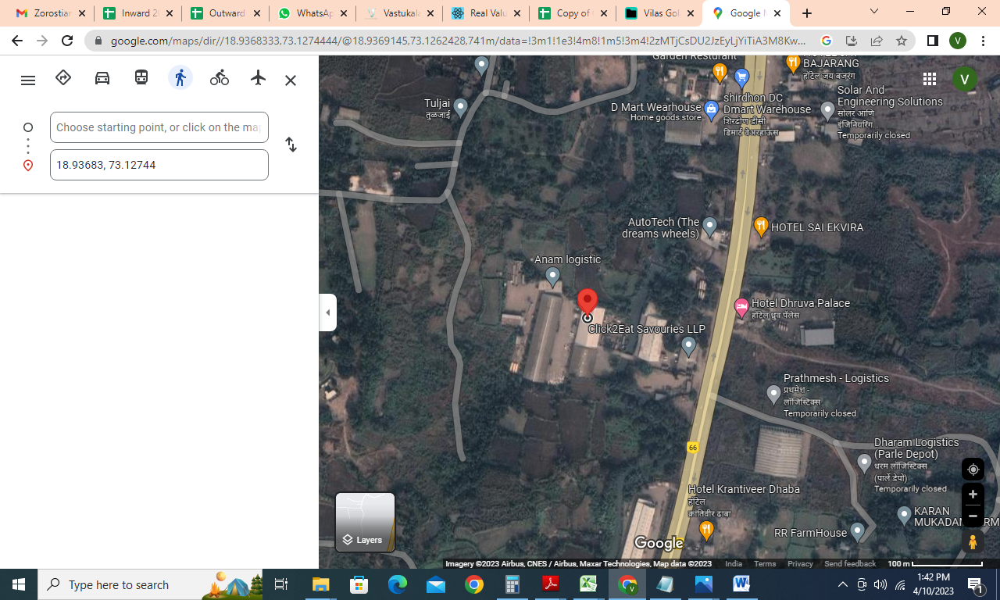 Zorostiar
Inward 2
Outward
WhatsAp
Vastukala
Real Valu
Copy of
Vilas Gol
Google M
google.com/maps/dir//18.9368333,73.1274444/@18.9369145,73.1262428,741m/data=!3m1!1e3!4m8!1m5!3m4!2zMTjCsDU2JzEyLjYiTiA3M8Kw...
V
Choose starting point, or click on the ma
18.93683, 73.12744
Garden Resturant
BAJARANG
हॉटेल जय बजरंग
V
Tuljai
तुळजाई
D Mart Wearhouse
Home goods store
shirdhon DC
Dmart Warehouse
शिरढोण डीसी
डिमार्ट वेअरहाऊस
Solar And
Engineering Solutions
सोलर आणि
इंजिनियरिंग...
Temporarily closed
AutoTech (The
dreams wheels)
HOTEL SAI EKVIRA
Anam logistic
Hotel Dhruva Palace
हॉटेल ध्रुव पॅलेस
Click2Eat Savouries LLP
Prathmesh - Logistics
प्रथमेश -
लॉजिस्टिक्स
Temporarily closed
66
Dharam Logistics
(Parle Depot)
धरम लॉजिस्टिक्स
(पार्ले डेपो)
Temporarily closed
Hotel Krantiveer Dhaba
हॉटेल
क्रांतिवीर ढाबा
KARAN
RR FarmHouse
Layers
Google
Imagery ©2023 Airbus, CNES / Airbus, Maxar Technologies, Map data ©2023 India Terms Privacy Send feedback 100 m
Type here to search
1:42 PM
4/10/2023
1